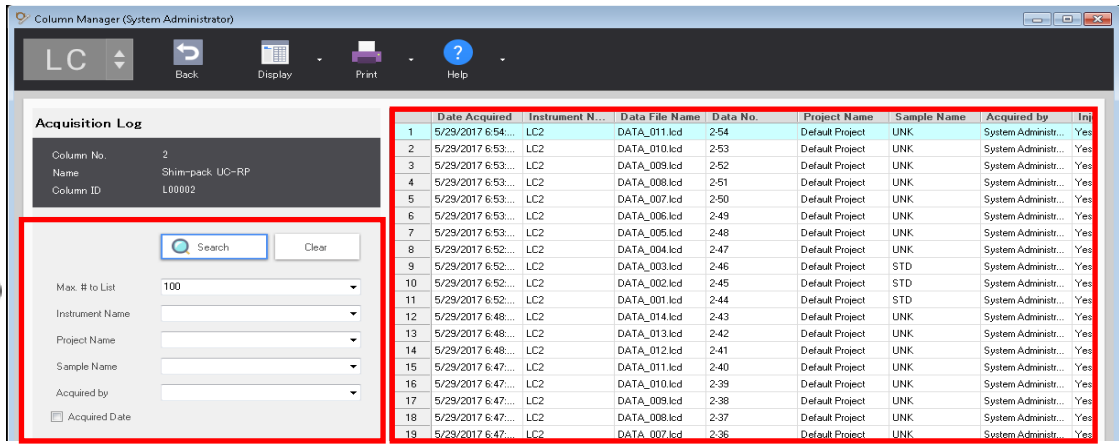 Column Manager (System Administrator)
LC
Back
Display
Print
Help
Acquisition Log
Column No. 2
Name Shim-pack UC-RP
Column ID L00002
Search Clear
Max. # to List 100
Instrument Name
Project Name
Sample Name
Acquired by
Acquired Date
Date Acquired Instrument N... Data File Name Data No. Project Name Sample Name Acquired by Inj
1 5/29/2017 6:54:... LC2 DATA_011.lcd 2-54 Default Project UNK System Administr... Yes
2 5/29/2017 6:53:... LC2 DATA_010.lcd 2-53 Default Project UNK System Administr... Yes
3 5/29/2017 6:53:... LC2 DATA_009.lcd 2-52 Default Project UNK System Administr... Yes
4 5/29/2017 6:53:... LC2 DATA_008.lcd 2-51 Default Project UNK System Administr... Yes
5 5/29/2017 6:53:... LC2 DATA_007.lcd 2-50 Default Project UNK System Administr... Yes
6 5/29/2017 6:53:... LC2 DATA_006.lcd 2-49 Default Project UNK System Administr... Yes
7 5/29/2017 6:53:... LC2 DATA_005.lcd 2-48 Default Project UNK System Administr... Yes
8 5/29/2017 6:52:... LC2 DATA_004.lcd 2-47 Default Project UNK System Administr... Yes
9 5/29/2017 6:52:... LC2 DATA_003.lcd 2-46 Default Project STD System Administr... Yes
10 5/29/2017 6:52:... LC2 DATA_002.lcd 2-45 Default Project STD System Administr... Yes
11 5/29/2017 6:52:... LC2 DATA_001.lcd 2-44 Default Project STD System Administr... Yes
12 5/29/2017 6:48:... LC2 DATA_014.lcd 2-43 Default Project UNK System Administr... Yes
13 5/29/2017 6:48:... LC2 DATA_013.lcd 2-42 Default Project UNK System Administr... Yes
14 5/29/2017 6:48:... LC2 DATA_012.lcd 2-41 Default Project UNK System Administr... Yes
15 5/29/2017 6:47:... LC2 DATA_011.lcd 2-40 Default Project UNK System Administr... Yes
16 5/29/2017 6:47:... LC2 DATA_010.lcd 2-39 Default Project UNK System Administr... Yes
17 5/29/2017 6:47:... LC2 DATA_009.lcd 2-38 Default Project UNK System Administr... Yes
18 5/29/2017 6:47:... LC2 DATA_008.lcd 2-37 Default Project UNK System Administr... Yes
19 5/29/2017 6:47:... LC2 DATA_007.lcd 2-36 Default Project UNK System Administr... Yes